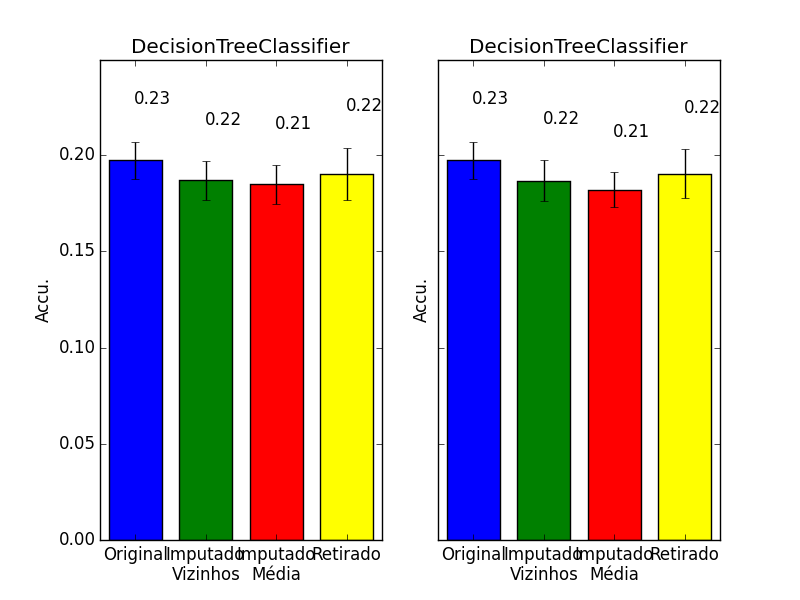 DecisionTreeClassifier
0.23
0.22
0.21
0.22
0.20
0.15
0.10
0.05
0.00
Accu.
Original
Imputado
Vizinhos
Imputado
Média
Retirado
DecisionTreeClassifier
0.23
0.22
0.21
0.22
Accu.
Original
Imputado
Vizinhos
Imputado
Média
Retirado